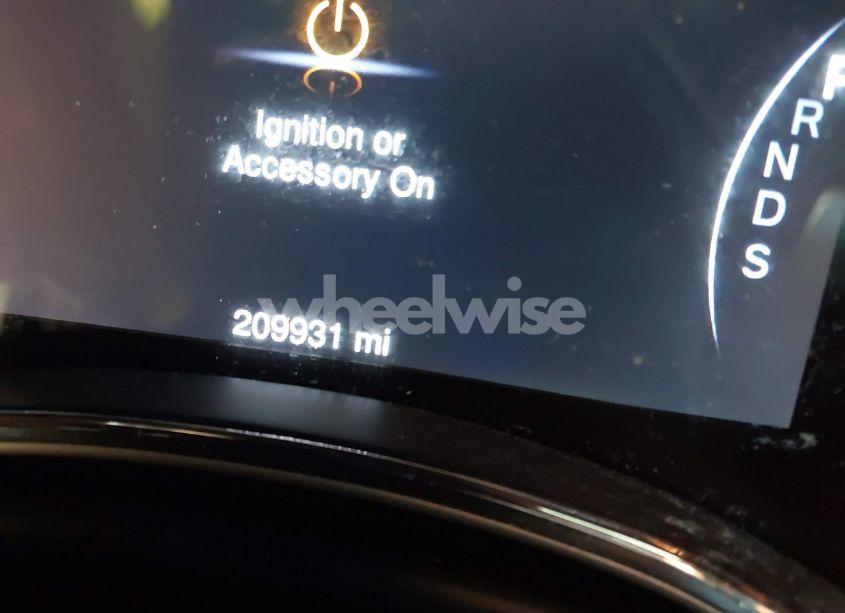 Ignition or
Accessory On
P
R
N
D
S
wheelwise
209931 mi